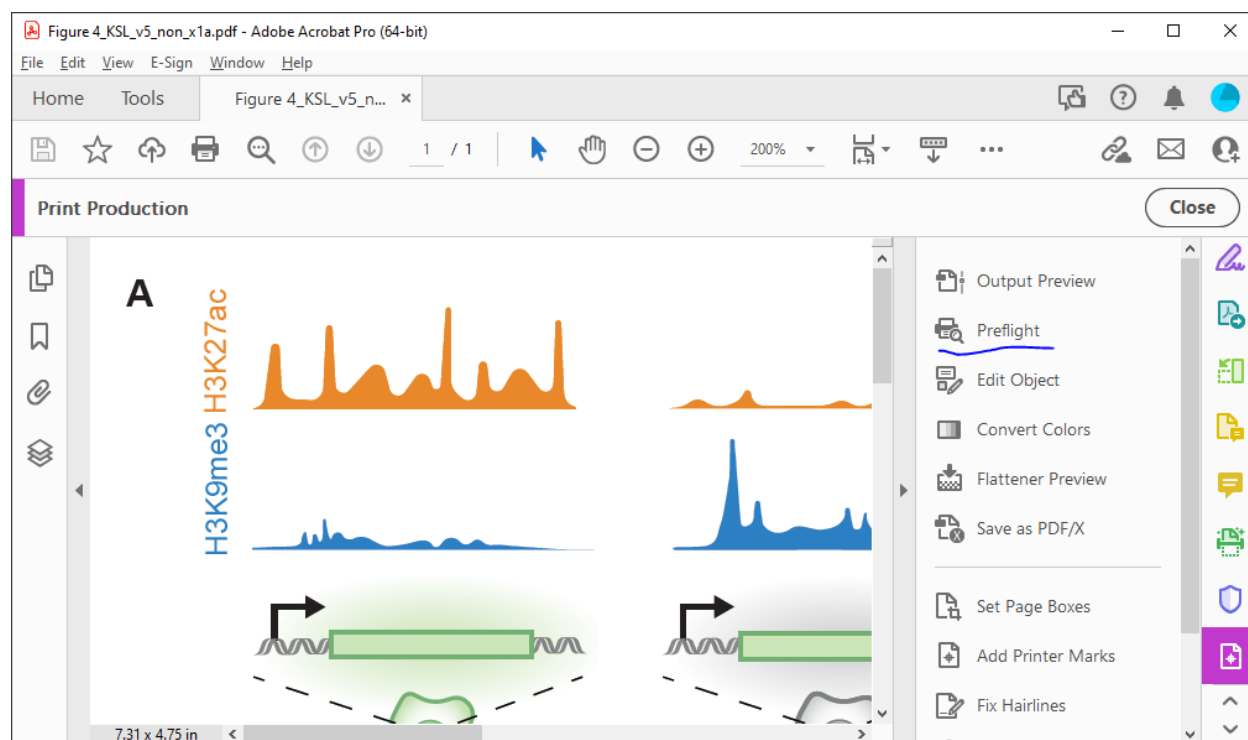 Figure 4_KSL_v5_non_x1a.pdf - Adobe Acrobat Pro (64-bit)
File Edit View E-Sign Window Help
Home Tools Figure 4_KSL_v5_n... ×
1 / 1 200%
Print Production Close
A
H3K27ac
H3K9me3
Output Preview
Preflight
Edit Object
Convert Colors
Flattener Preview
Save as PDF/X
Set Page Boxes
Add Printer Marks
Fix Hairlines
7.31 x 4.75 in